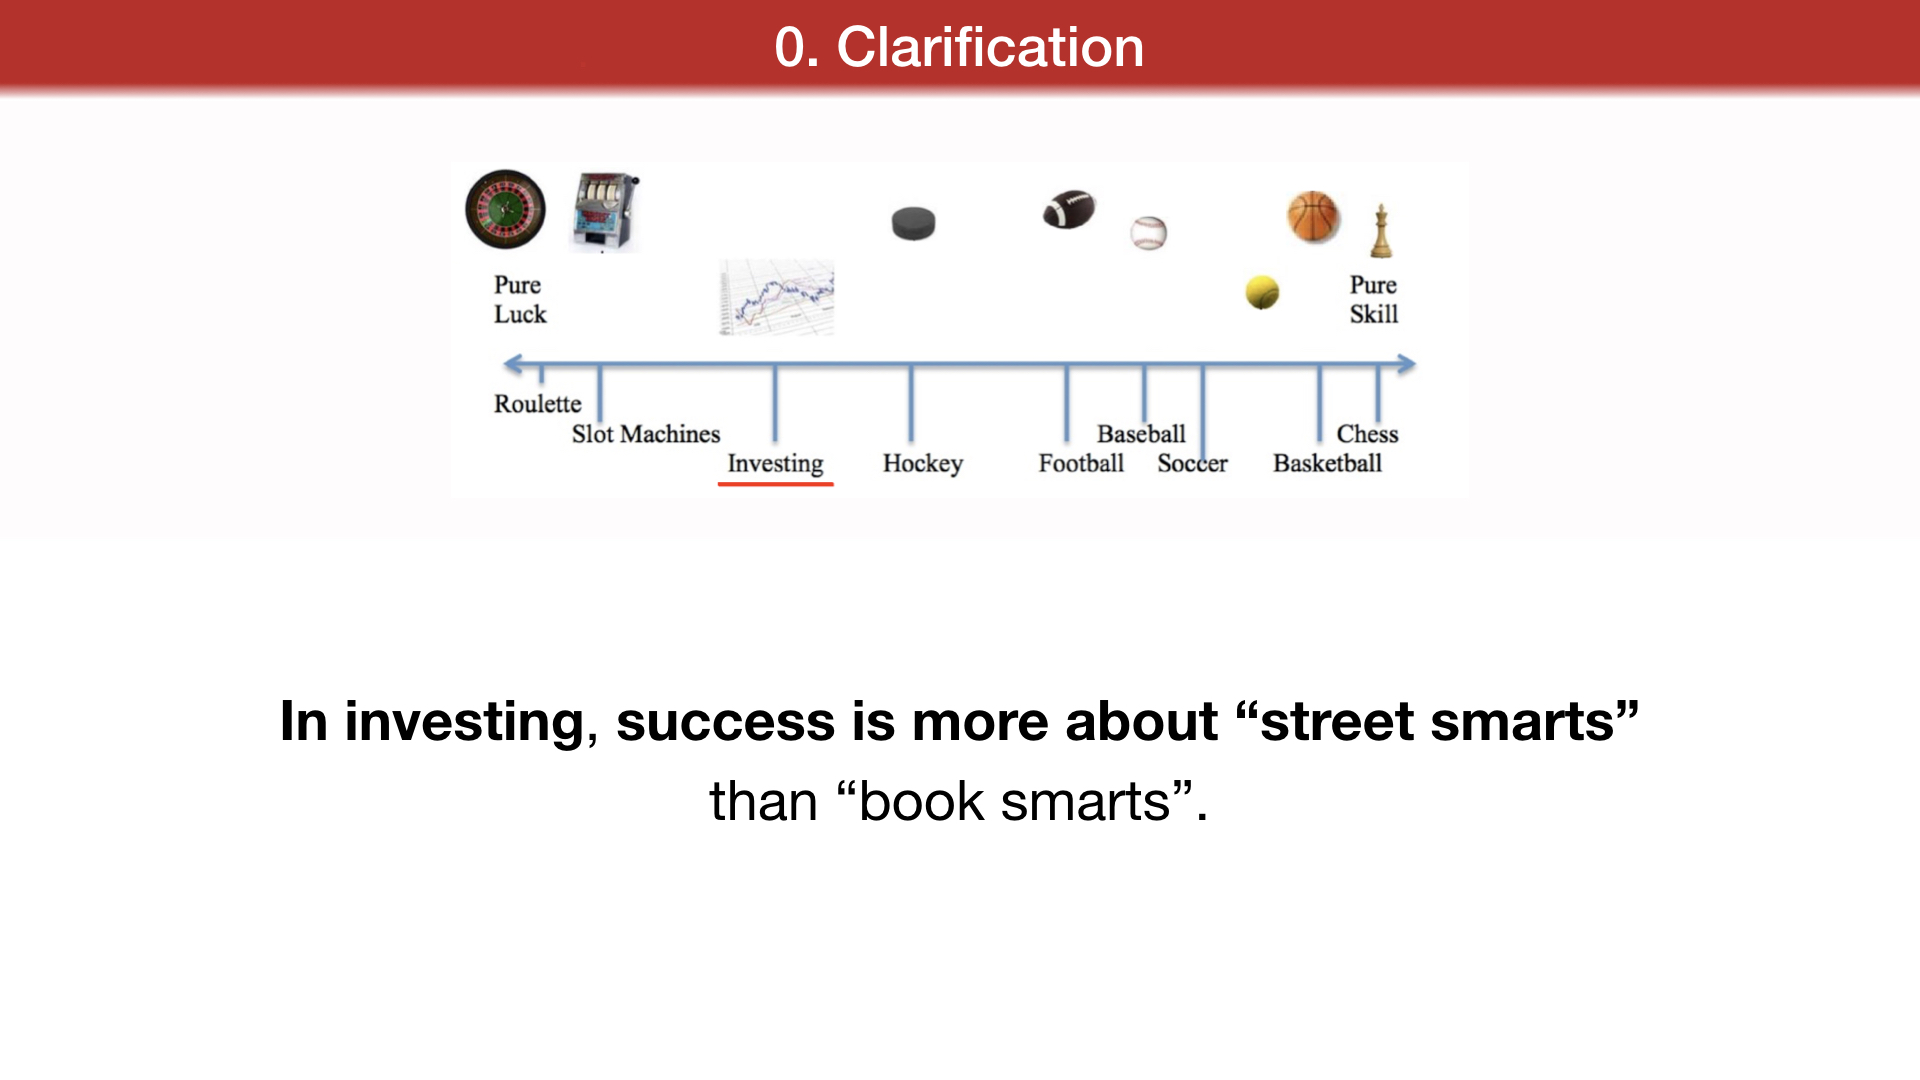 0. Clarification
Pure
Luck
Pure
Skill
Roulette
Slot Machines
Baseball
Chess
Investing
Hockey
Football
Soccer
Basketball
In investing, success is more about “street smarts”
than “book smarts”.